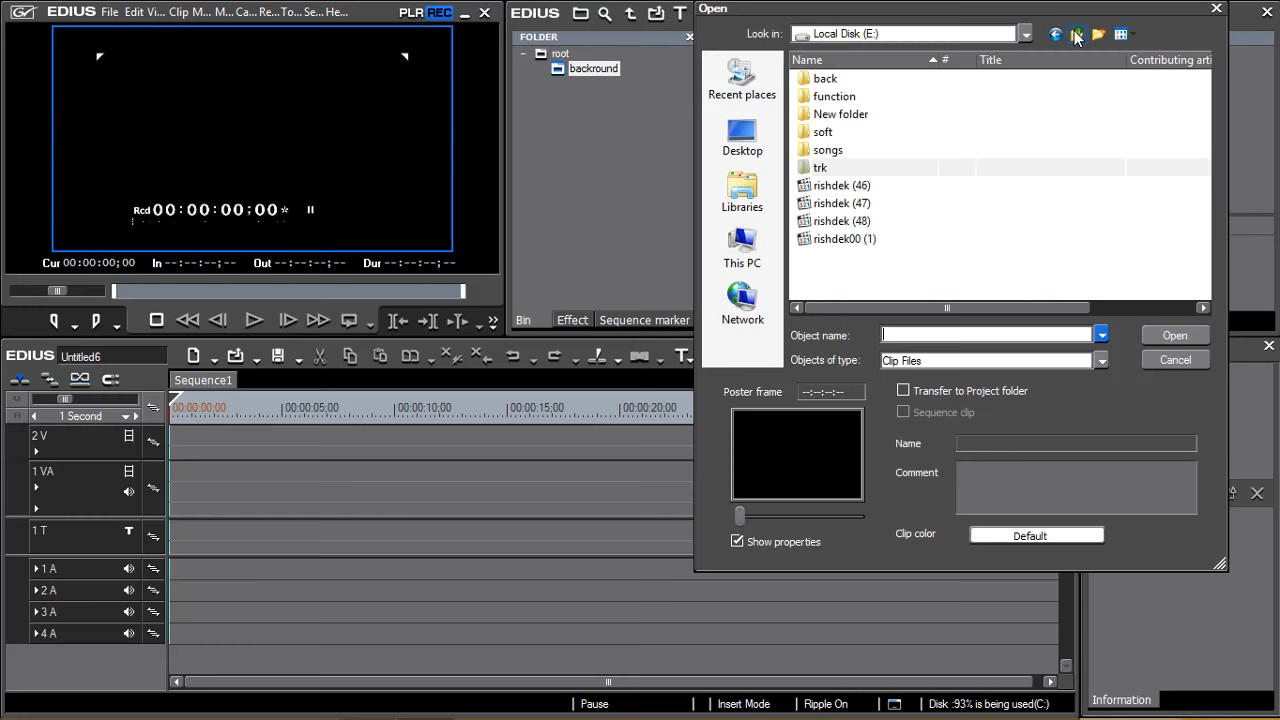 File Edit Vi... Clip M... M... Ca... Re...To... Se... He...
PLR REC
Rcd 00:00:00;00* II
Cur 00:00:00;00 In --:--:--;-- Out --:--:--;-- Dur --:--:--;--
EDIUS
FOLDER
root
backround
Bin Effect Sequence marker
Open
Look in: Local Disk (E:)
Recent places
Desktop
Libraries
This PC
Network
Name # Title Contributing arti
back
function
New folder
soft
songs
trk
rishdek (46)
rishdek (47)
rishdek (48)
rishdek00 (1)
Object name: Open
Objects of type: Clip Files Cancel
Poster frame --:--:--;--
Transfer to Project folder
Sequence clip
Name
Comment
Clip color Default
Show properties
EDIUS Untitled6
Sequence1
1 Second
00:00:00;00 00:00:05;00 00:00:10;00 00:00:15;00 00:00:20;00
2 V
1 VA
1 T T
1 A
2 A
3 A
4 A
Information
Pause Insert Mode Ripple On Disk :93% is being used(C:)